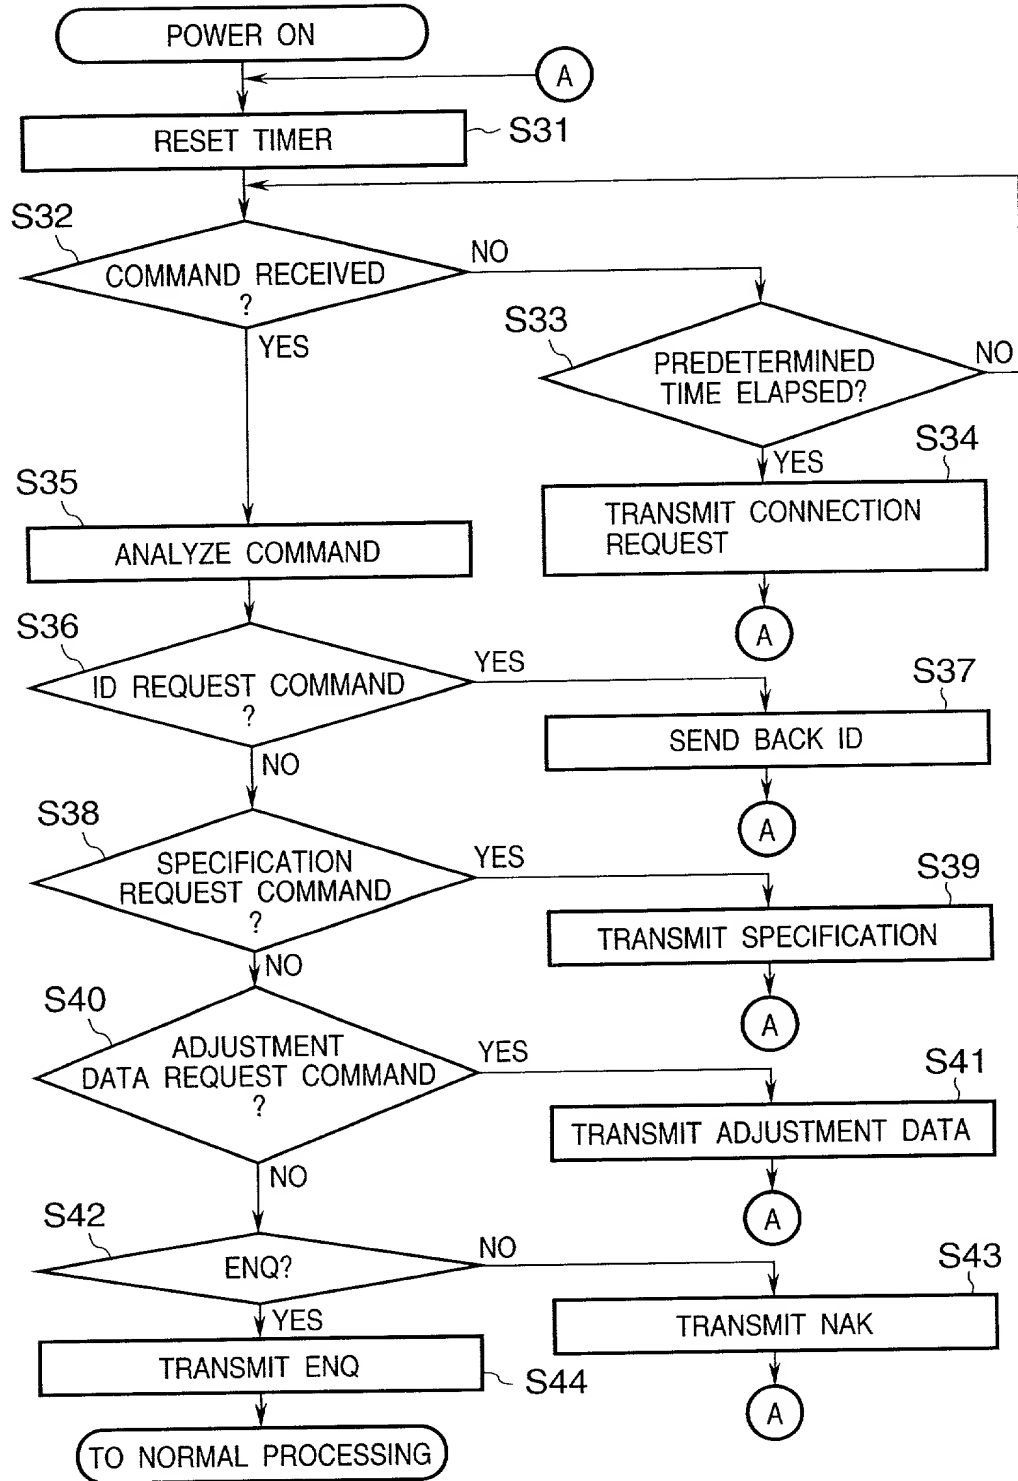 POWER ON
A
RESET TIMER
S31
S32
COMMAND RECEIVED
?
NO
YES
S33
PREDETERMINED
TIME ELAPSED?
NO
YES
S34
TRANSMIT CONNECTION
REQUEST
A
S35
ANALYZE COMMAND
S36
ID REQUEST COMMAND
?
YES
NO
S37
SEND BACK ID
A
S38
SPECIFICATION
REQUEST COMMAND
?
YES
NO
S39
TRANSMIT SPECIFICATION
A
S40
ADJUSTMENT
DATA REQUEST COMMAND
?
YES
NO
S41
TRANSMIT ADJUSTMENT DATA
A
S42
ENQ?
NO
YES
S43
TRANSMIT NAK
A
TRANSMIT ENQ
S44
TO NORMAL PROCESSING